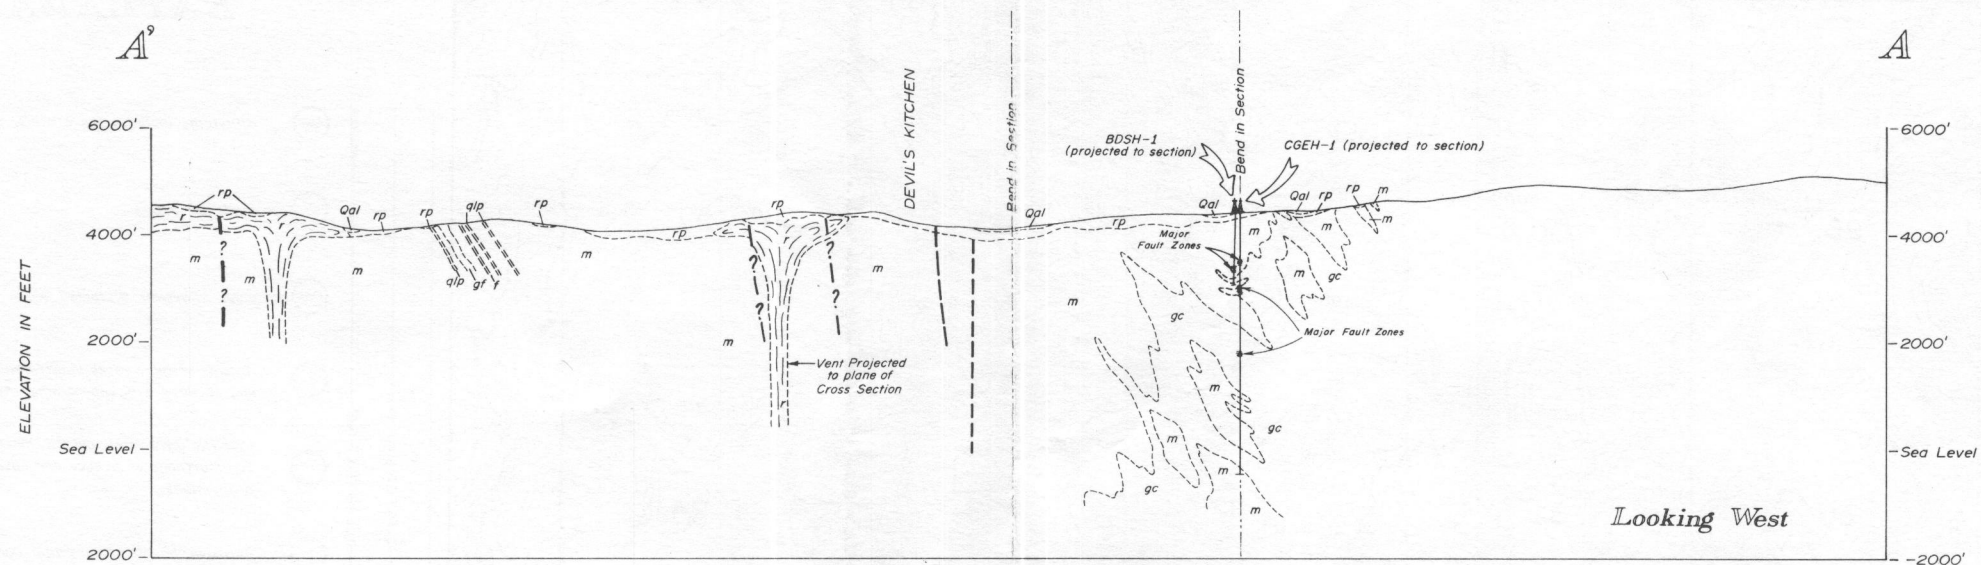 A'
A
DEVIL'S KITCHEN
Bend in Section
Bend in Section
BDSH-1
(projected to section)
CGEH-1 (projected to section)
ELEVATION IN FEET
6000'
4000'
2000'
Sea Level
2000'
6000'
4000'
2000'
Sea Level
-2000'
rp
r
r
Qal
rp
rp
qlp
rp
rp
rp
Qal
rp
Qal
Qal
rp
rp
m
m
?
?
m
m
m
qlp
gf
f
m
m
?
?
?
?
m
m
Major
Fault Zones
m
m
m
gc
gc
Major Fault Zones
Vent Projected
to plane of
Cross Section
r
m
m
gc
m
gc
m
Looking West